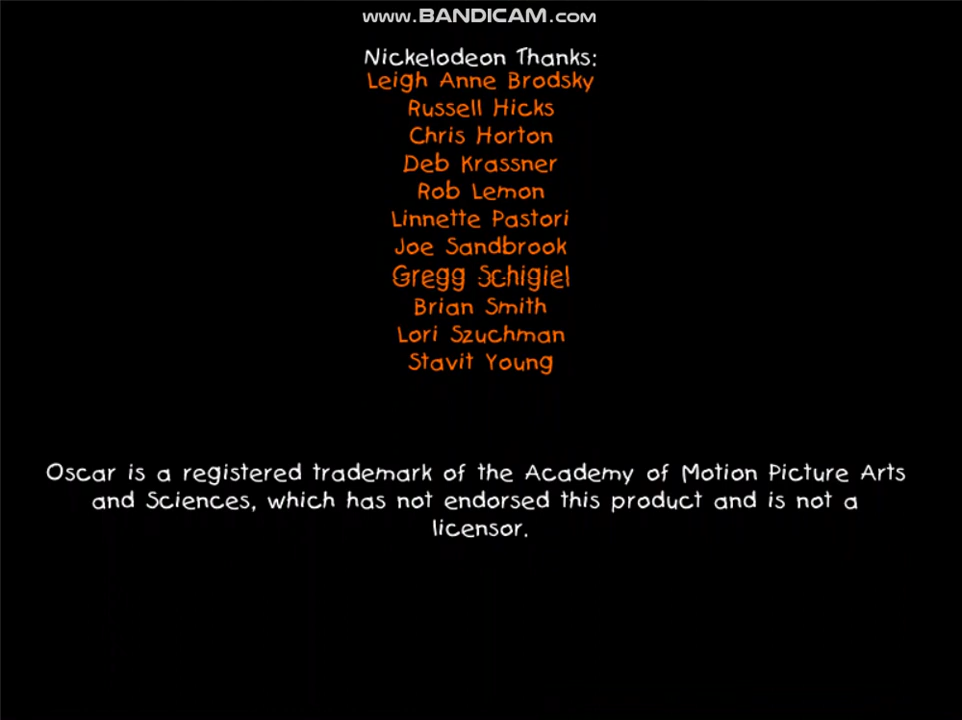 www.BANDICAM.com
Nickelodeon Thanks:
Leigh Anne Brodsky
Russell Hicks
Chris Horton
Deb Krassner
Rob Lemon
Linnette Pastori
Joe Sandbrook
Gregg Schigiel
Brian Smith
Lori Szuchman
Stavit Young
Oscar is a registered trademark of the Academy of Motion Picture Arts
and Sciences, which has not endorsed this product and is not a
licensor.